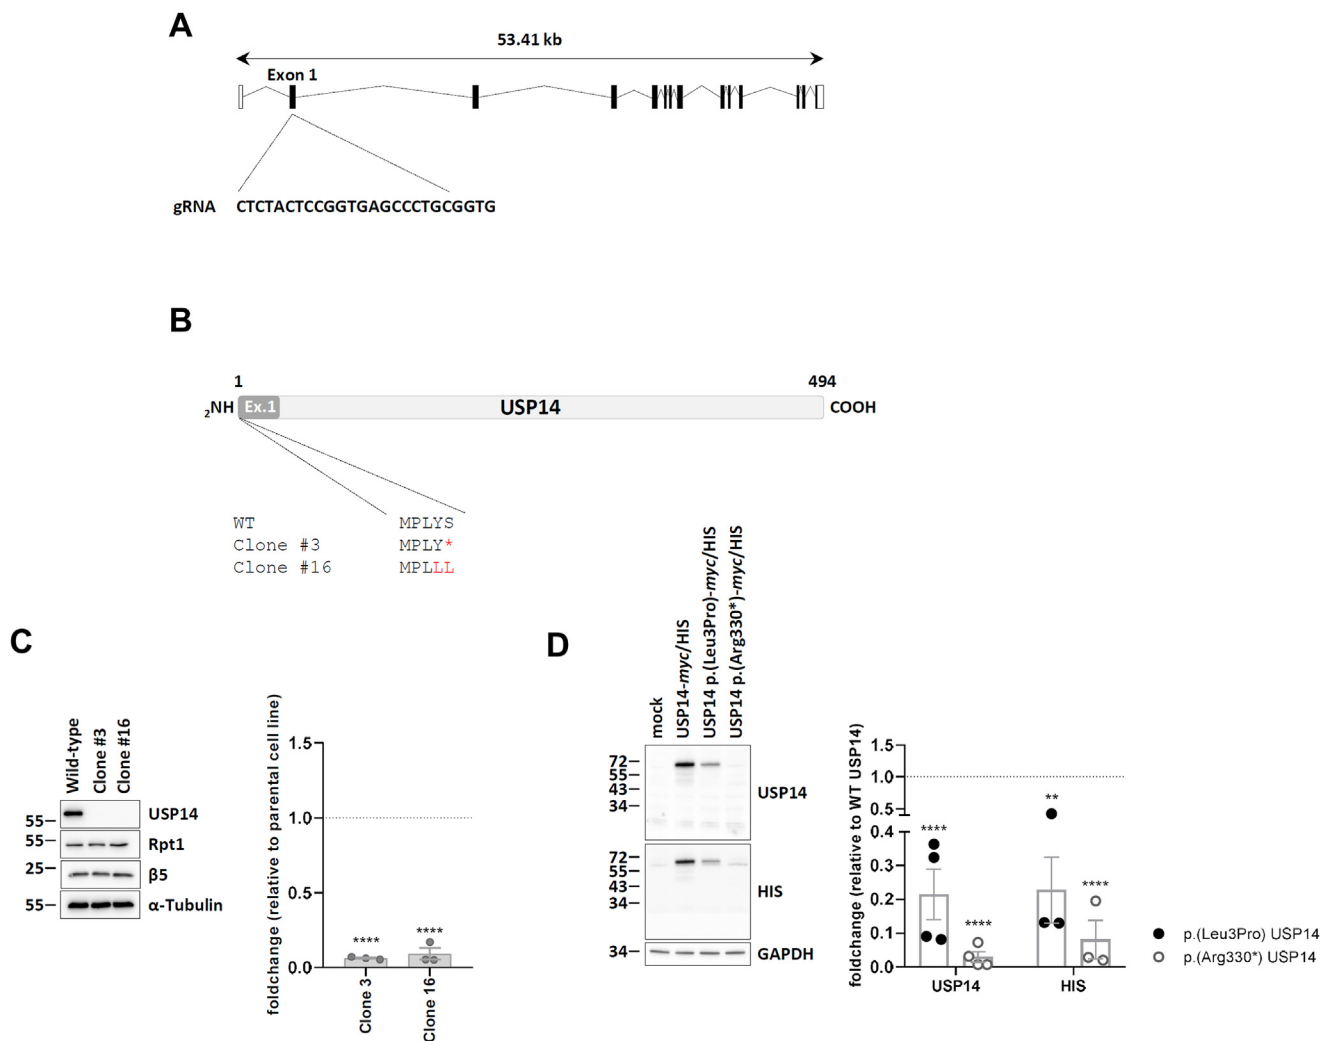 A
53.41 kb
Exon 1
gRNA CTCTACTCCGGTGAGCCCTGCGGTG
B
1 494
2NH Ex.1 USP14 COOH
WT MPLYS
Clone #3 MPLY*
Clone #16 MPLLL
C
Wild-type
Clone #3
Clone #16
55 USP14
55 Rpt1
25 β5
55 α-Tubulin
foldchange (relative to parental cell line)
1.5
1.0
0.5
0.0
**** ****
Clone 3
Clone 16
D
mock
USP14-myc/HIS
USP14 p.(Leu3Pro)-myc/HIS
USP14 p.(Arg330*)-myc/HIS
72
55
43
34
USP14
72
55
43
34
HIS
34 GAPDH
foldchange (relative to WT USP14)
1.5
1.0
0.5
0.4
0.3
0.2
0.1
0.0
****
****
**
****
USP14 HIS
p.(Leu3Pro) USP14
p.(Arg330*) USP14